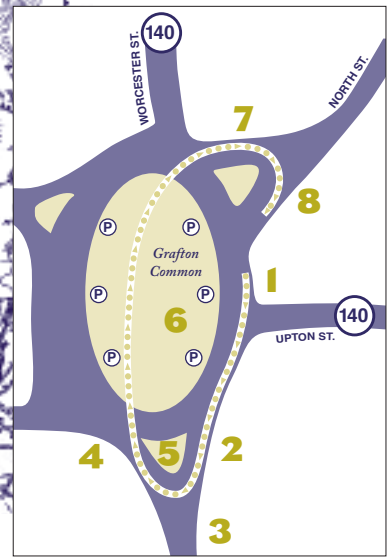 140
WORCESTER ST.
NORTH ST.
7
8
P
P
Grafton
Common
1
P
P
6
140
UPTON ST.
P
P
4
5
2
3